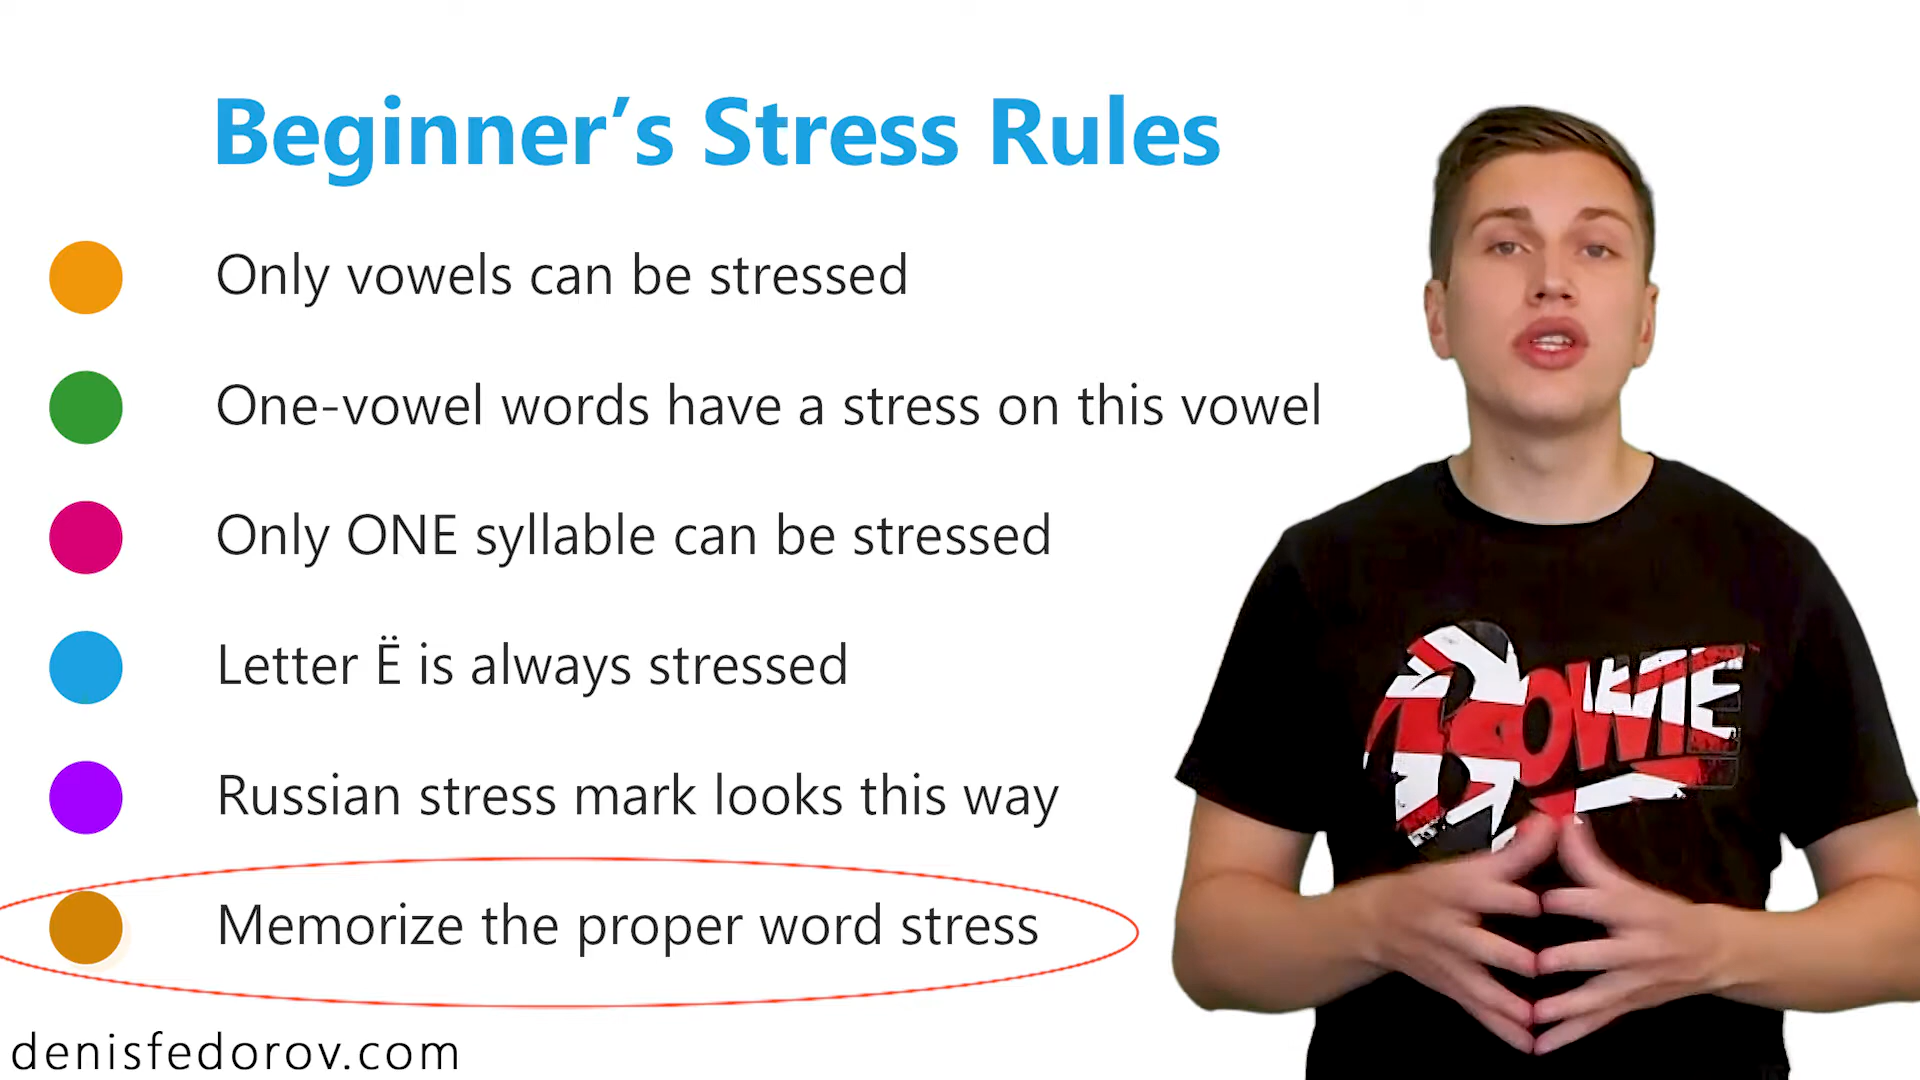 Beginner’s Stress Rules
Only vowels can be stressed
One-vowel words have a stress on this vowel
Only ONE syllable can be stressed
Letter Ё is always stressed
Russian stress mark looks this way
Memorize the proper word stress
denisfedorov.com
BOWIE